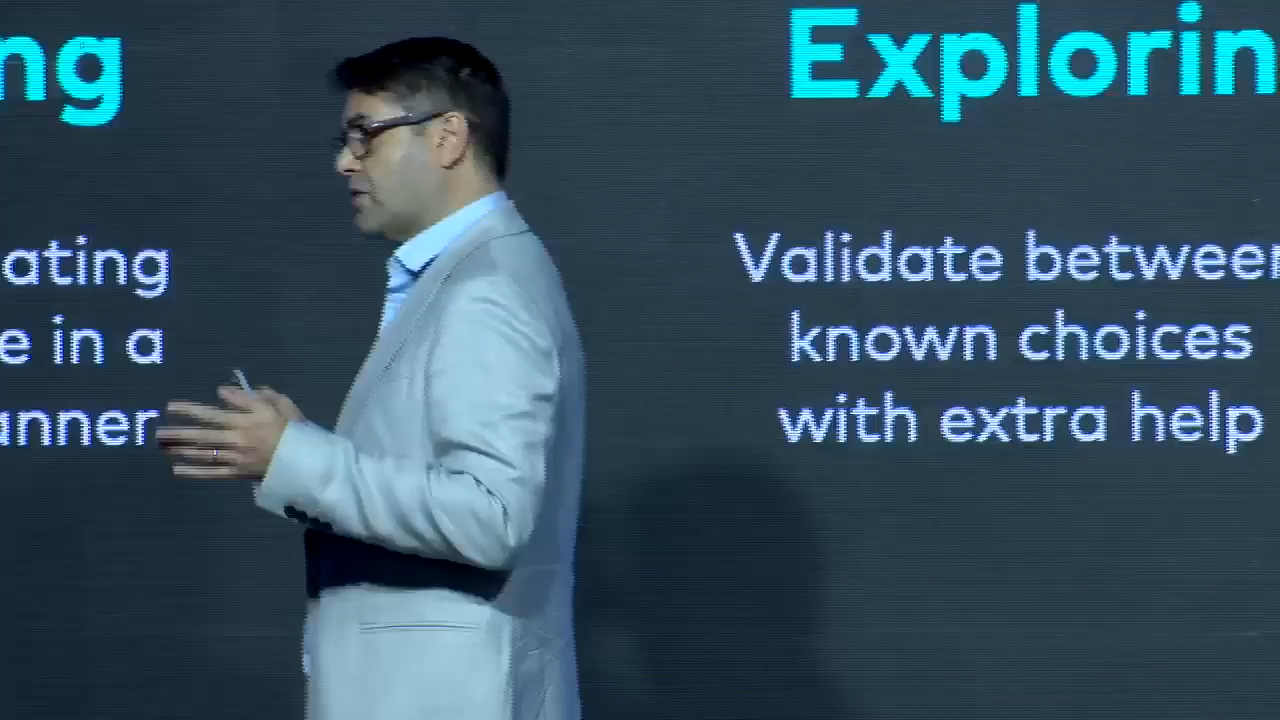 ng
ating
e in a
anner
Explorin
Validate between
known choices
with extra help